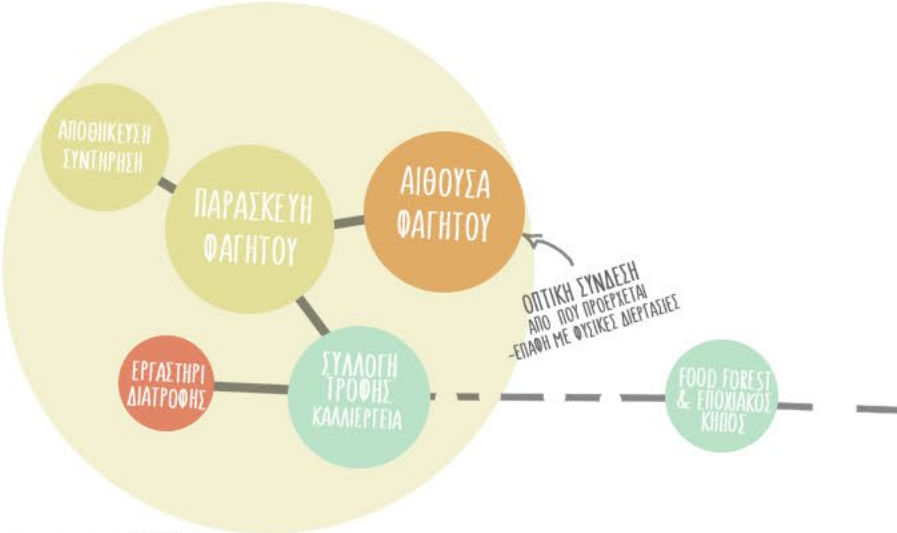 ΑΠΟΘΗΚΕΥΣΗ
ΣΥΝΤΗΡΗΣΗ
ΠΑΡΑΣΚΕΥΗ
ΦΑΓΗΤΟΥ
ΑΙΘΟΥΣΑ
ΦΑΓΗΤΟΥ
ΟΠΤΙΚΗ ΣΥΝΔΕΣΗ
ΑΠΟ ΠΟΥ ΠΡΟΕΡΧΕΤΑΙ
-ΕΠΑΦΗ ΜΕ ΦΥΣΙΚΕΣ ΔΙΕΡΓΑΣΙΕΣ
ΕΡΓΑΣΤΗΡΙ
ΔΙΑΤΡΟΦΗΣ
ΣΥΛΛΟΓΗ
ΤΡΟΦΗΣ
ΚΑΛΛΙΕΡΓΕΙΑ
FOOD FOREST
& ΕΠΟΧΙΑΚΟΣ
ΚΗΠΟΣ